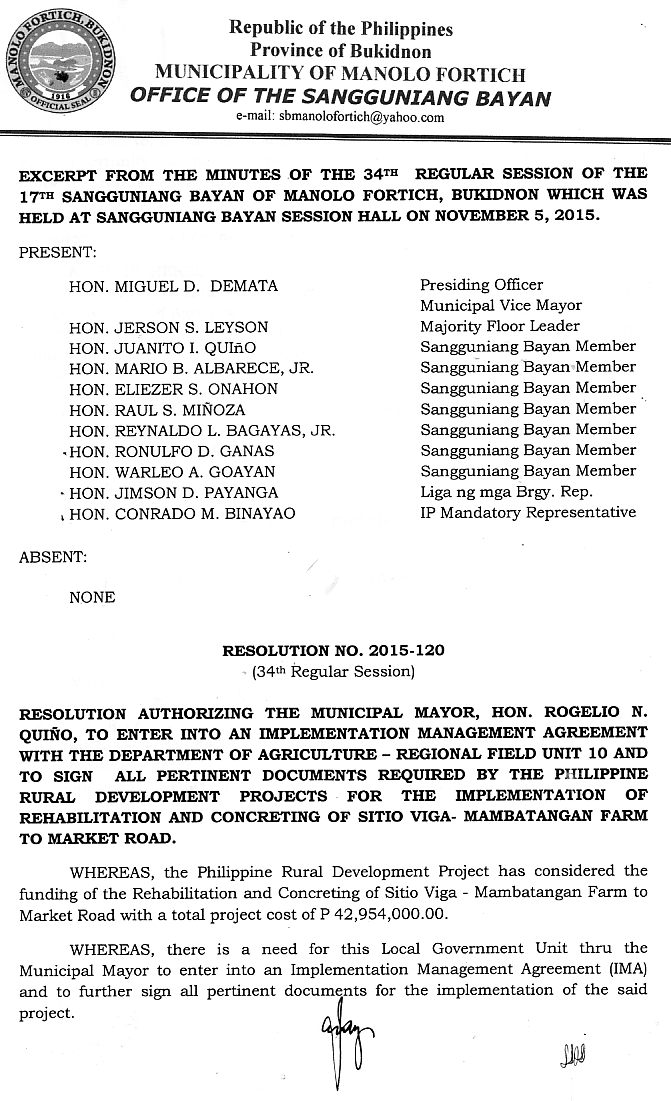 MANOLO FORTICH, BUKIDNON
1916
OFFICIAL SEAL
Republic of the Philippines
Province of Bukidnon
MUNICIPALITY OF MANOLO FORTICH
OFFICE OF THE SANGGUNIANG BAYAN
e-mail: sbmanolofortich@yahoo.com
EXCERPT FROM THE MINUTES OF THE 34TH REGULAR SESSION OF THE
17TH SANGGUNIANG BAYAN OF MANOLO FORTICH, BUKIDNON WHICH WAS
HELD AT SANGGUNIANG BAYAN SESSION HALL ON NOVEMBER 5, 2015.
PRESENT:
HON. MIGUEL D. DEMATA Presiding Officer
Municipal Vice Mayor
HON. JERSON S. LEYSON Majority Floor Leader
HON. JUANITO I. QUIñO Sangguniang Bayan Member
HON. MARIO B. ALBARECE, JR. Sangguniang Bayan Member
HON. ELIEZER S. ONAHON Sangguniang Bayan Member
HON. RAUL S. MIÑOZA Sangguniang Bayan Member
HON. REYNALDO L. BAGAYAS, JR. Sangguniang Bayan Member
HON. RONULFO D. GANAS Sangguniang Bayan Member
HON. WARLEO A. GOAYAN Sangguniang Bayan Member
HON. JIMSON D. PAYANGA Liga ng mga Brgy. Rep.
HON. CONRADO M. BINAYAO IP Mandatory Representative
ABSENT:
NONE
RESOLUTION NO. 2015-120
(34th Regular Session)
RESOLUTION AUTHORIZING THE MUNICIPAL MAYOR, HON. ROGELIO N.
QUIÑO, TO ENTER INTO AN IMPLEMENTATION MANAGEMENT AGREEMENT
WITH THE DEPARTMENT OF AGRICULTURE – REGIONAL FIELD UNIT 10 AND
TO SIGN ALL PERTINENT DOCUMENTS REQUIRED BY THE PHILIPPINE
RURAL DEVELOPMENT PROJECTS FOR THE IMPLEMENTATION OF
REHABILITATION AND CONCRETING OF SITIO VIGA- MAMBATANGAN FARM
TO MARKET ROAD.
WHEREAS, the Philippine Rural Development Project has considered the
funding of the Rehabilitation and Concreting of Sitio Viga - Mambatangan Farm to
Market Road with a total project cost of P 42,954,000.00.
WHEREAS, there is a need for this Local Government Unit thru the
Municipal Mayor to enter into an Implementation Management Agreement (IMA)
and to further sign all pertinent documents for the implementation of the said
project.